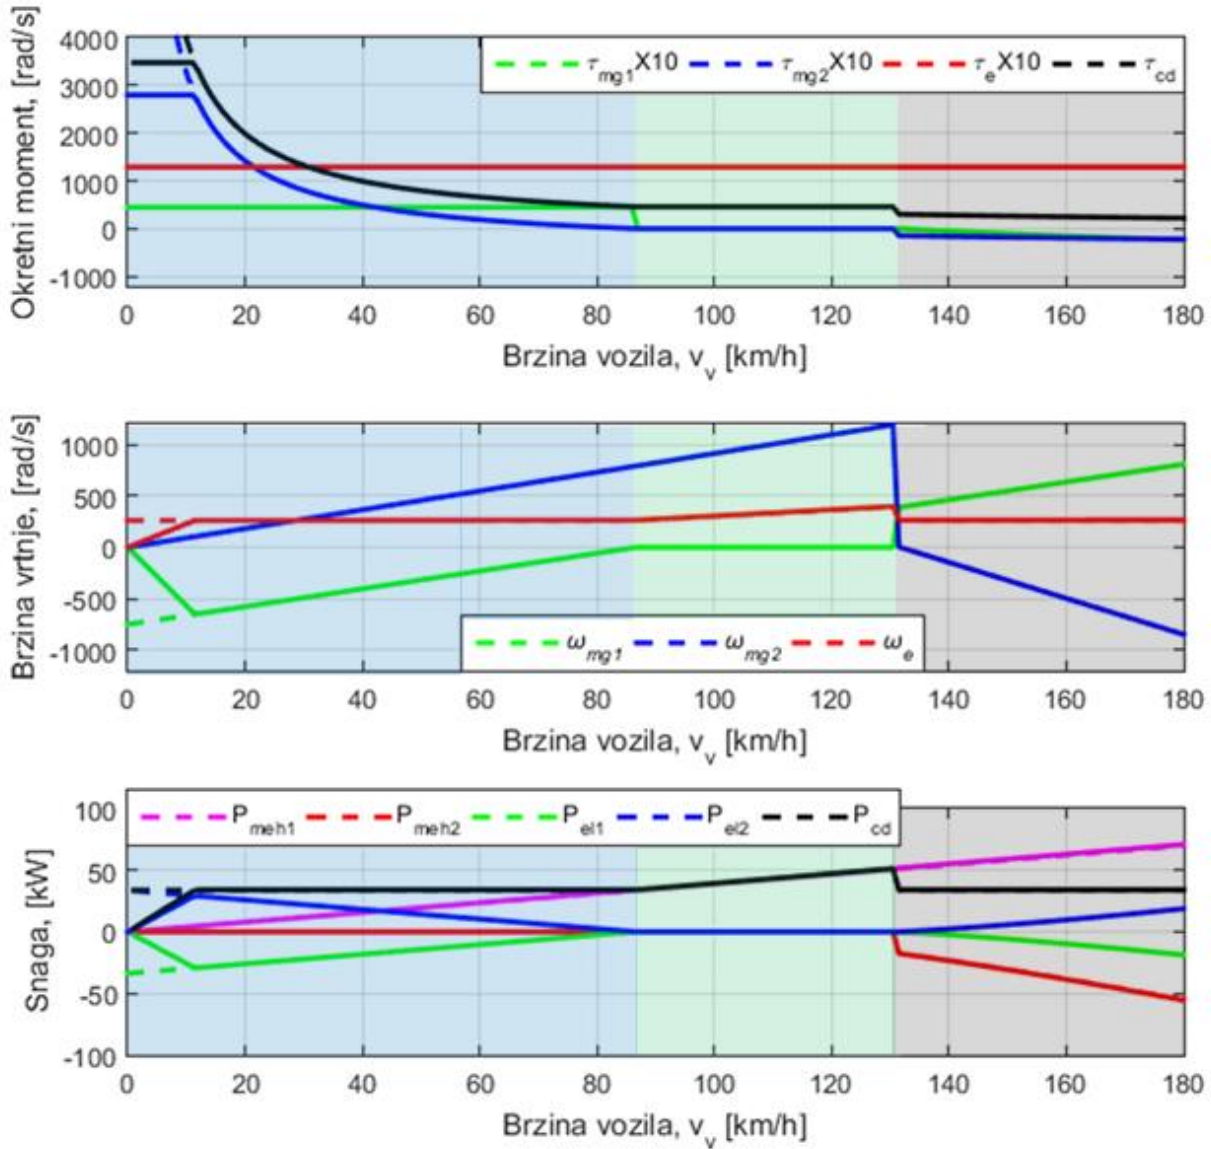 Okretni moment, [rad/s]
4000
3000
2000
1000
0
-1000
τmg1X10 τmg2X10 τeX10 τcd
0 20 40 60 80 100 120 140 160 180
Brzina vozila, vv [km/h]
Brzina vrtnje, [rad/s]
1000
500
0
-500
-1000
ωmg1 ωmg2 ωe
0 20 40 60 80 100 120 140 160 180
Brzina vozila, vv [km/h]
Snaga, [kW]
100
50
0
-50
-100
Pmeh1 Pmeh2 Pel1 Pel2 Pcd
0 20 40 60 80 100 120 140 160 180
Brzina vozila, vv [km/h]